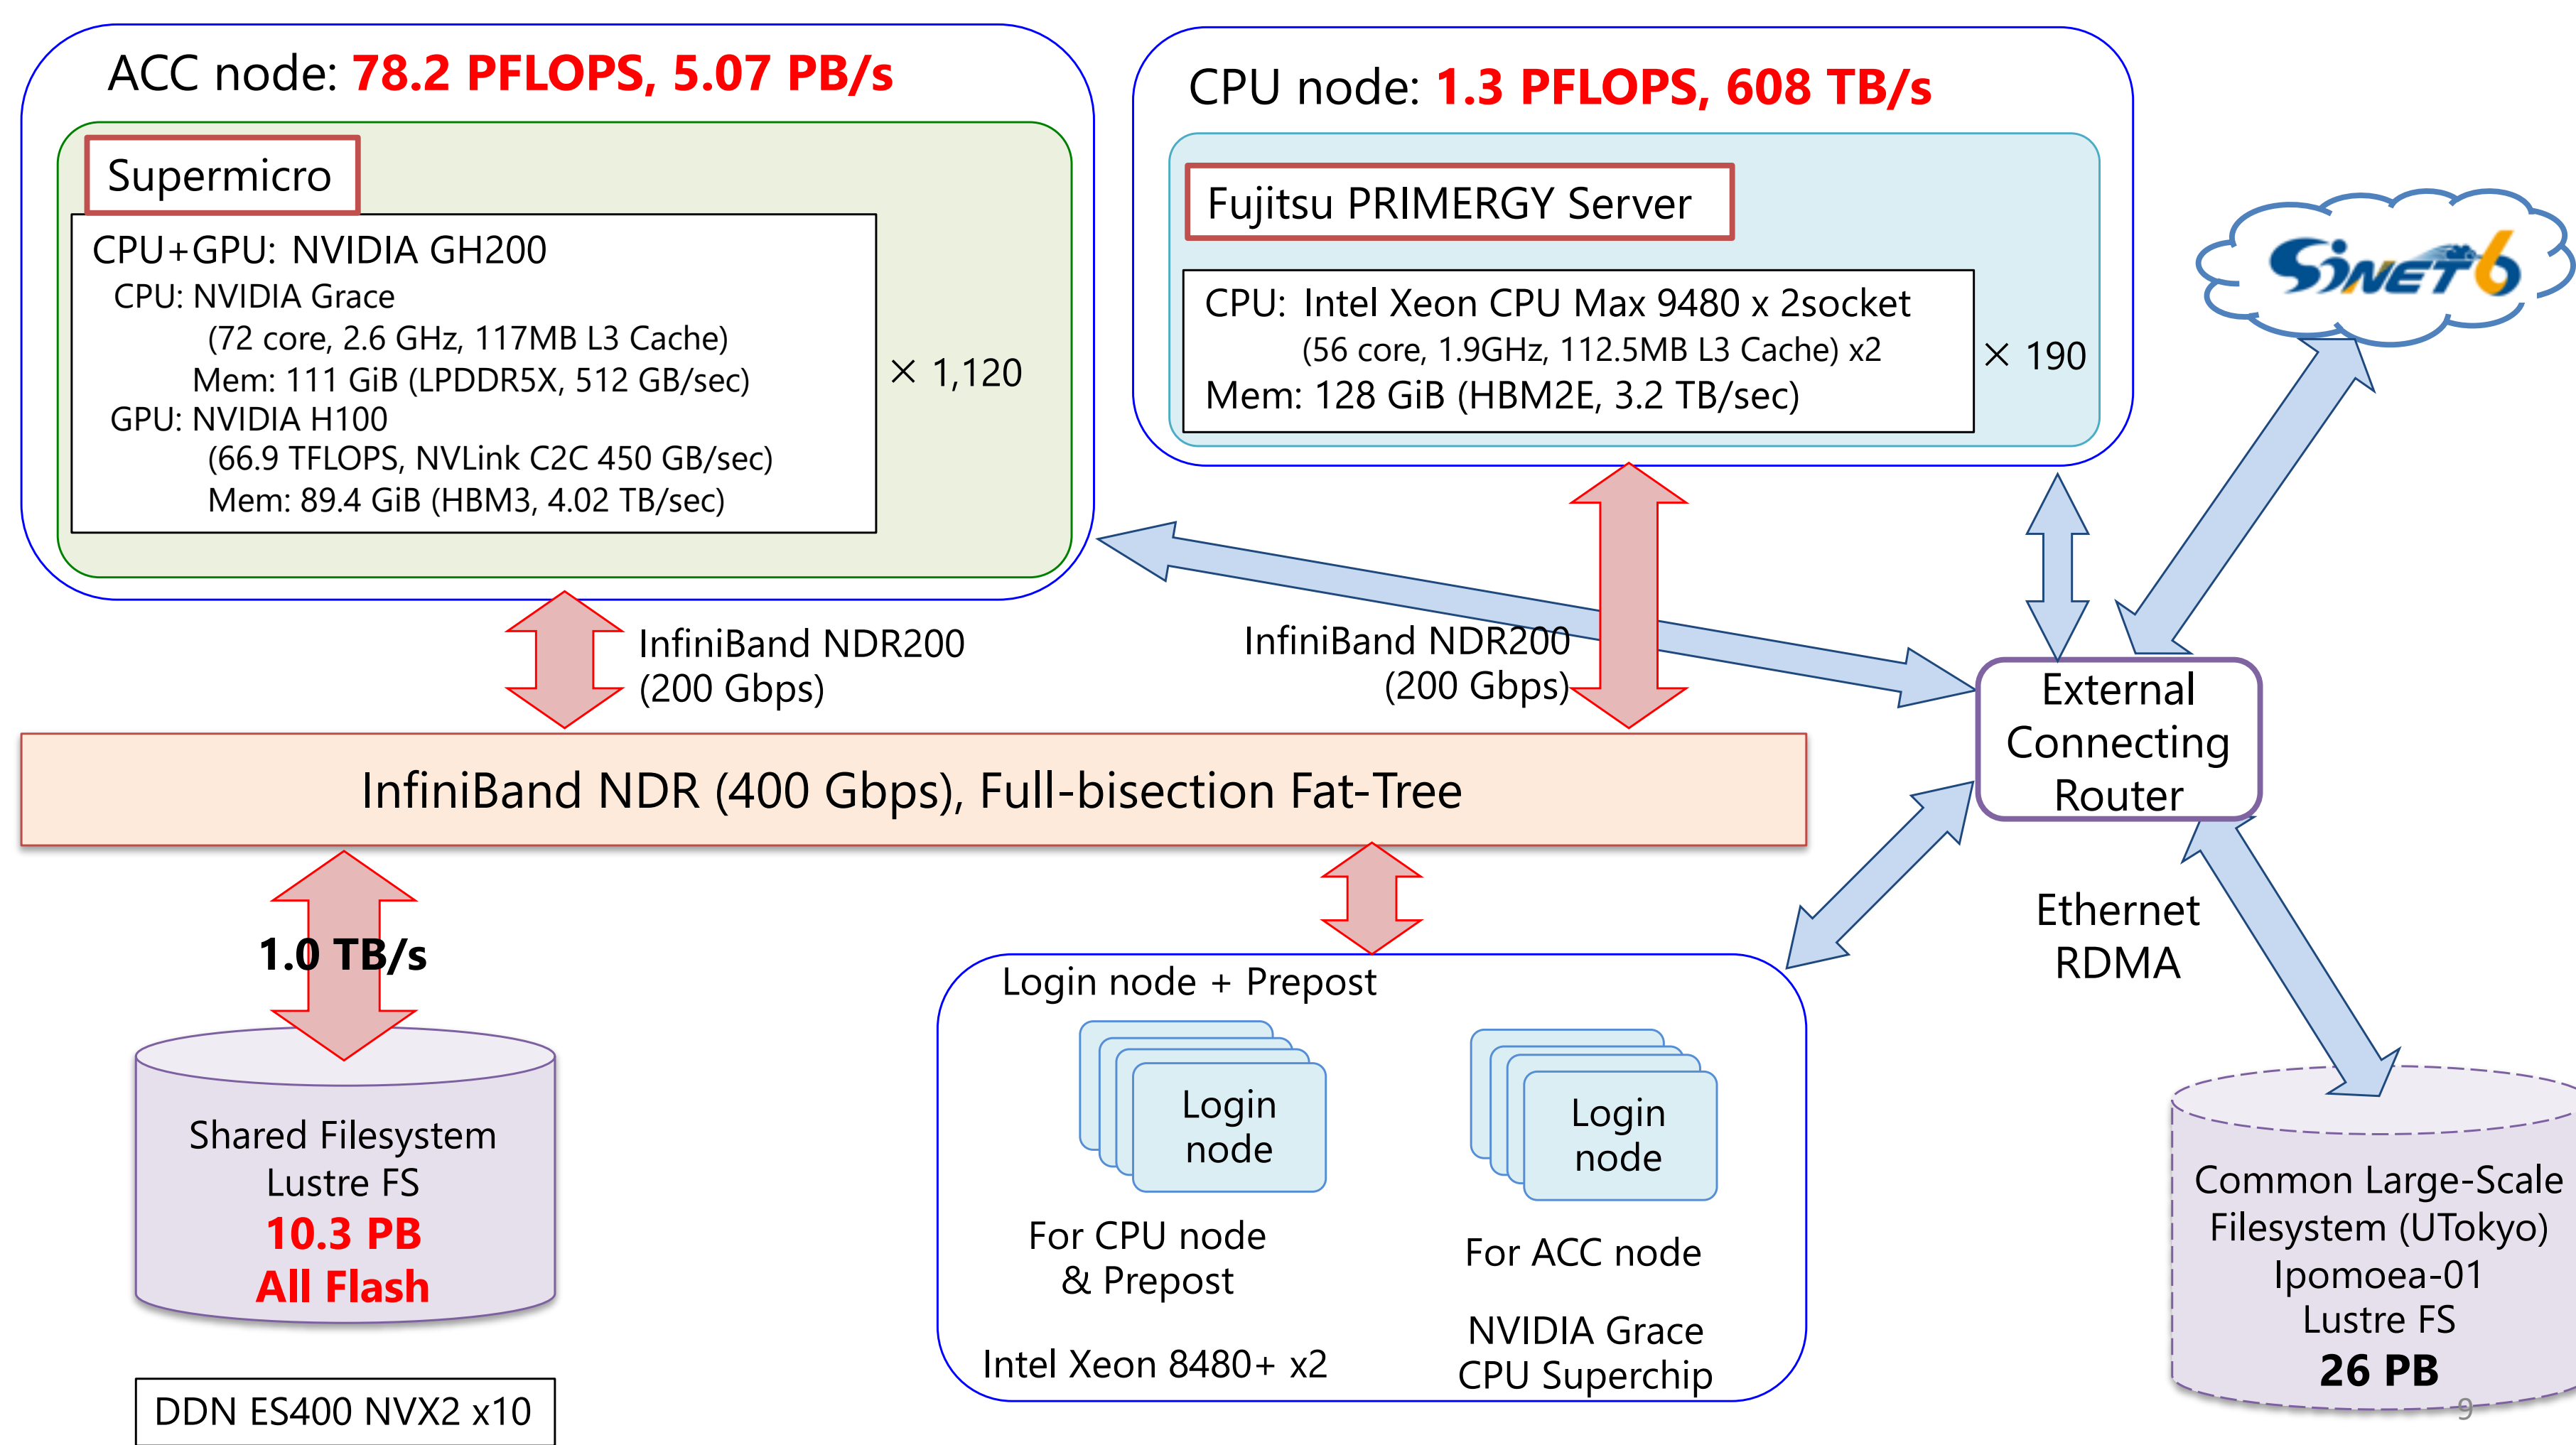 ACC node: 78.2 PFLOPS, 5.07 PB/s
Supermicro
CPU+GPU: NVIDIA GH200
CPU: NVIDIA Grace
(72 core, 2.6 GHz, 117MB L3 Cache)
Mem: 111 GiB (LPDDR5X, 512 GB/sec)
GPU: NVIDIA H100
(66.9 TFLOPS, NVLink C2C 450 GB/sec)
Mem: 89.4 GiB (HBM3, 4.02 TB/sec)
× 1,120
CPU node: 1.3 PFLOPS, 608 TB/s
Fujitsu PRIMERGY Server
CPU: Intel Xeon CPU Max 9480 x 2socket
(56 core, 1.9GHz, 112.5MB L3 Cache) x2
Mem: 128 GiB (HBM2E, 3.2 TB/sec)
× 190
SINET6
InfiniBand NDR200
(200 Gbps)
InfiniBand NDR200
(200 Gbps)
External
Connecting
Router
InfiniBand NDR (400 Gbps), Full-bisection Fat-Tree
1.0 TB/s
Ethernet
RDMA
Shared Filesystem
Lustre FS
10.3 PB
All Flash
DDN ES400 NVX2 x10
Login node + Prepost
Login
node
For CPU node
& Prepost
Intel Xeon 8480+ x2
Login
node
For ACC node
NVIDIA Grace
CPU Superchip
Common Large-Scale
Filesystem (UTokyo)
Ipomoea-01
Lustre FS
26 PB
9